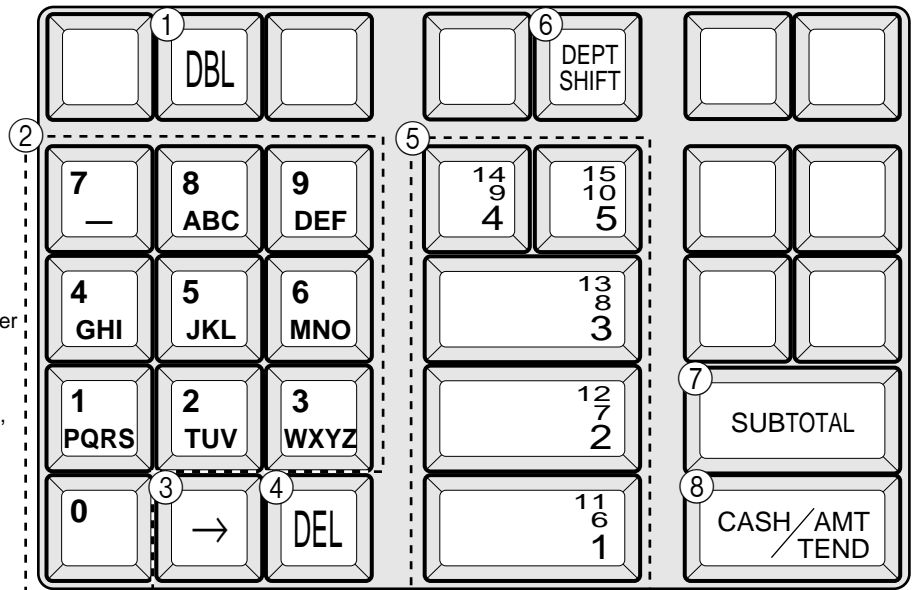 ① ⑥
DBL DEPT
SHIFT
② ⑤
7 8 9 14 15
9 10
— ABC DEF 4 5
4 5 6 13
8
GHI JKL MNO 3
er
⑦
1 2 3 12
7
PQRS TUV WXYZ 2 SUBTOTAL
,
③ ④ ⑧
0 → DEL 11
6
1
CASH/AMT
TEND